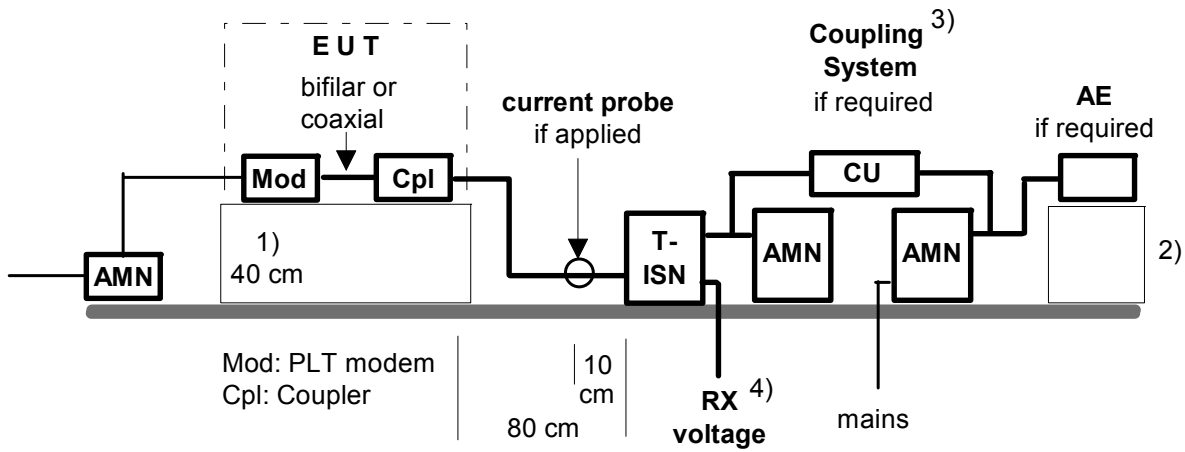 E U T
bifilar or
coaxial
current probe
if applied
Coupling 3)
System
if required
AE
if required
Mod
Cpl
CU
1)
40 cm
AMN
T-
ISN
AMN
AMN
2)
Mod: PLT modem
Cpl: Coupler
10
cm
80 cm
RX 4)
voltage
mains